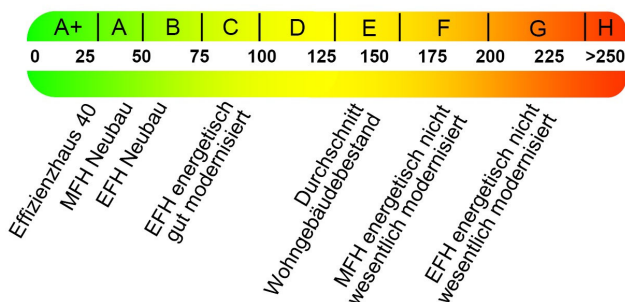 A+ A B C D E F G H
0 25 50 75 100 125 150 175 200 225 >250
Effizienzhaus 40
MFH Neubau
EFH Neubau
EFH energetisch
gut modernisiert
Durchschnitt
Wohngebäudebestand
MFH energetisch nicht
wesentlich modernisiert
EFH energetisch nicht
wesentlich modernisiert